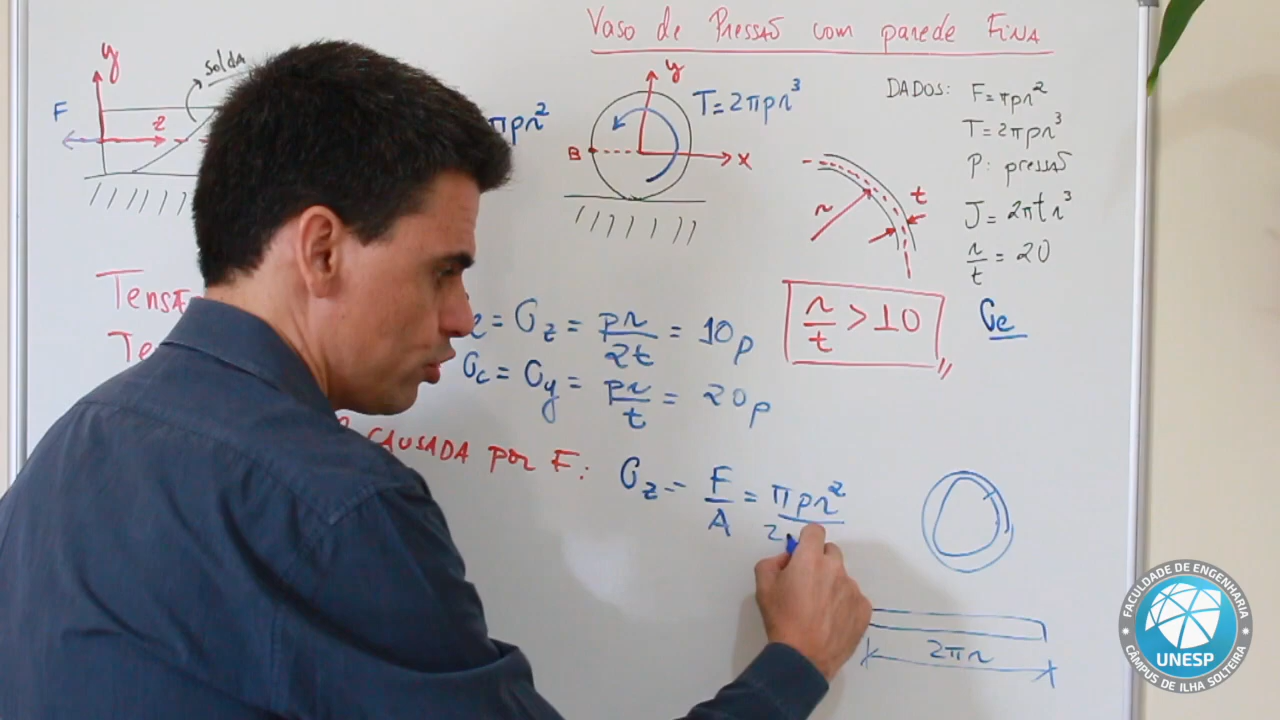 Vaso de Pressão com parede FINA
y
solda
F
z
πpr²
y
T = 2πpr³
B
x
DADOS: F = πpr²
T = 2πpr³
P: pressão
J = 2πtr³
r/t = 20
r
t
r/t > 10
σe
= σz = pr/2t = 10p
σc = σy = pr/t = 20p
CAUSADA por F: σz = F/A = πpr²/2
2πr
FACULDADE DE ENGENHARIA
UNESP
CÂMPUS DE ILHA SOLTEIRA